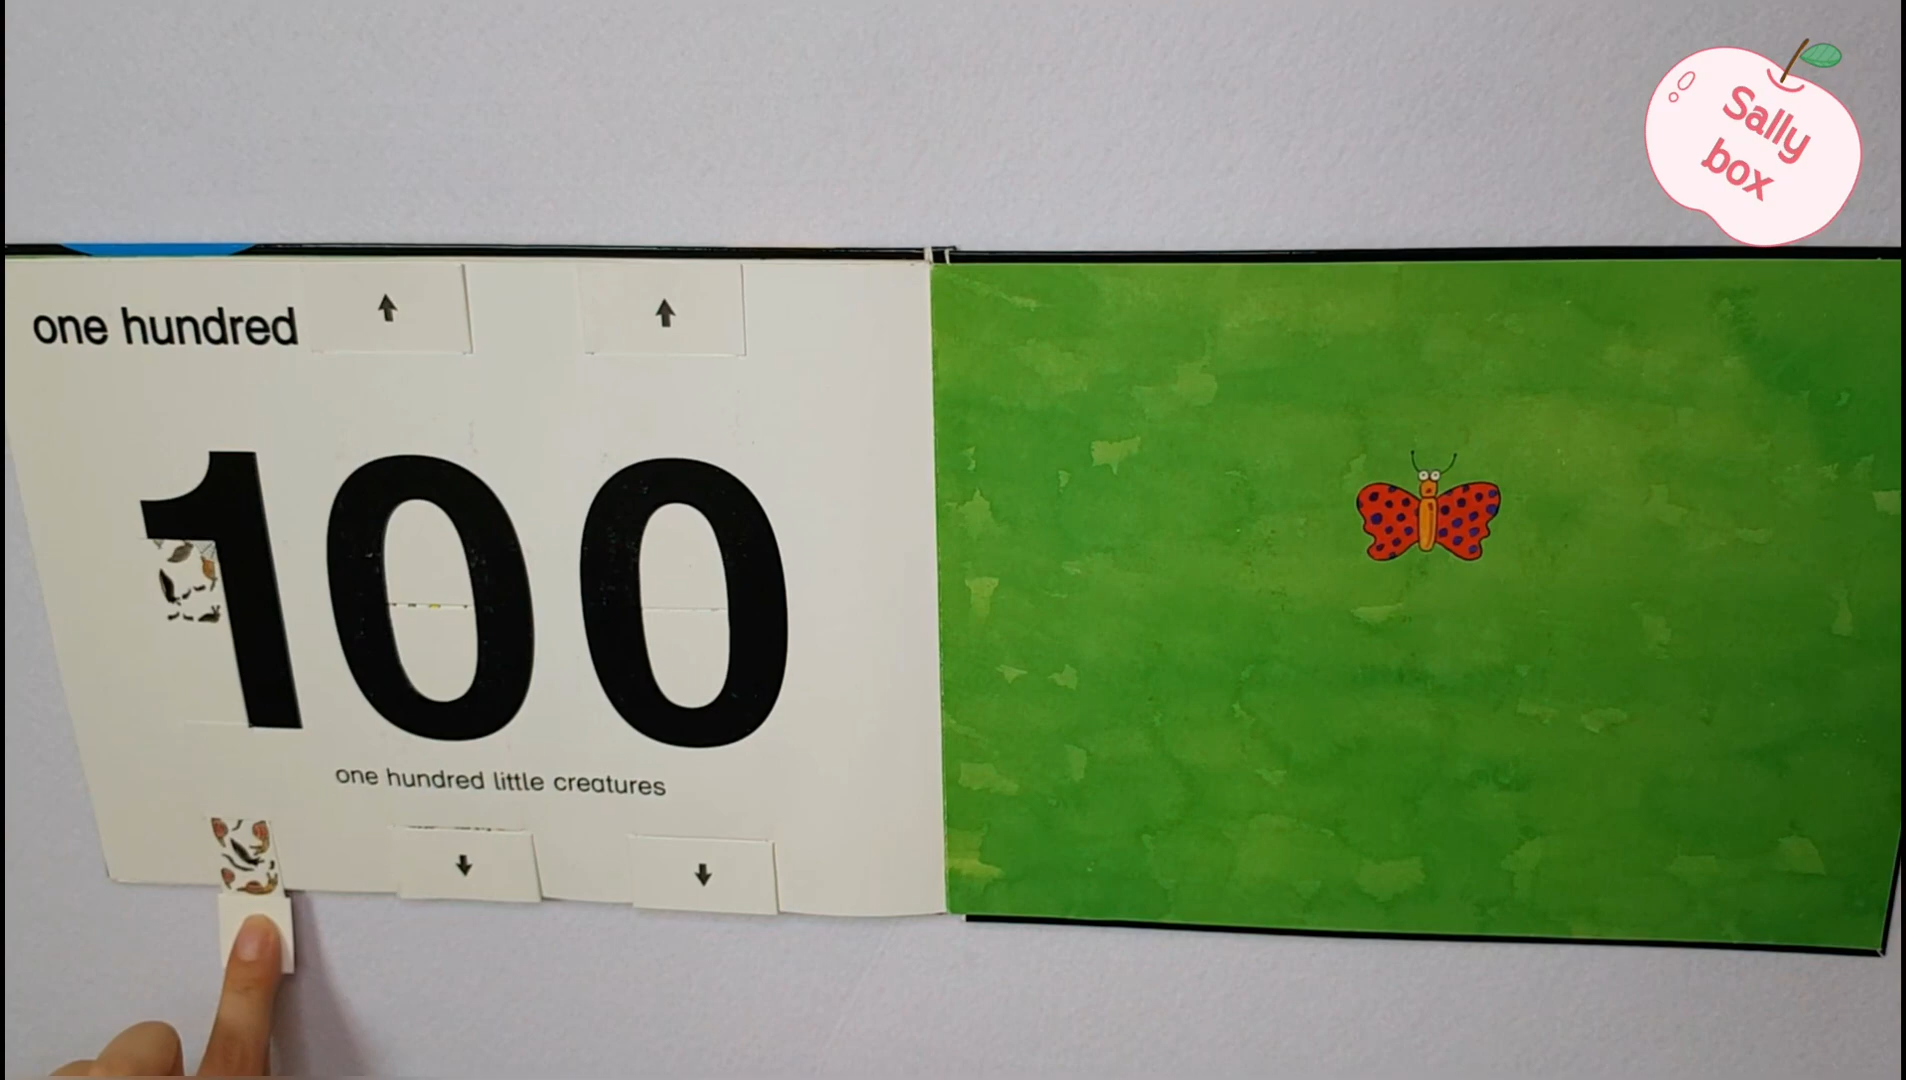 Sally
box
one hundred
100
one hundred little creatures